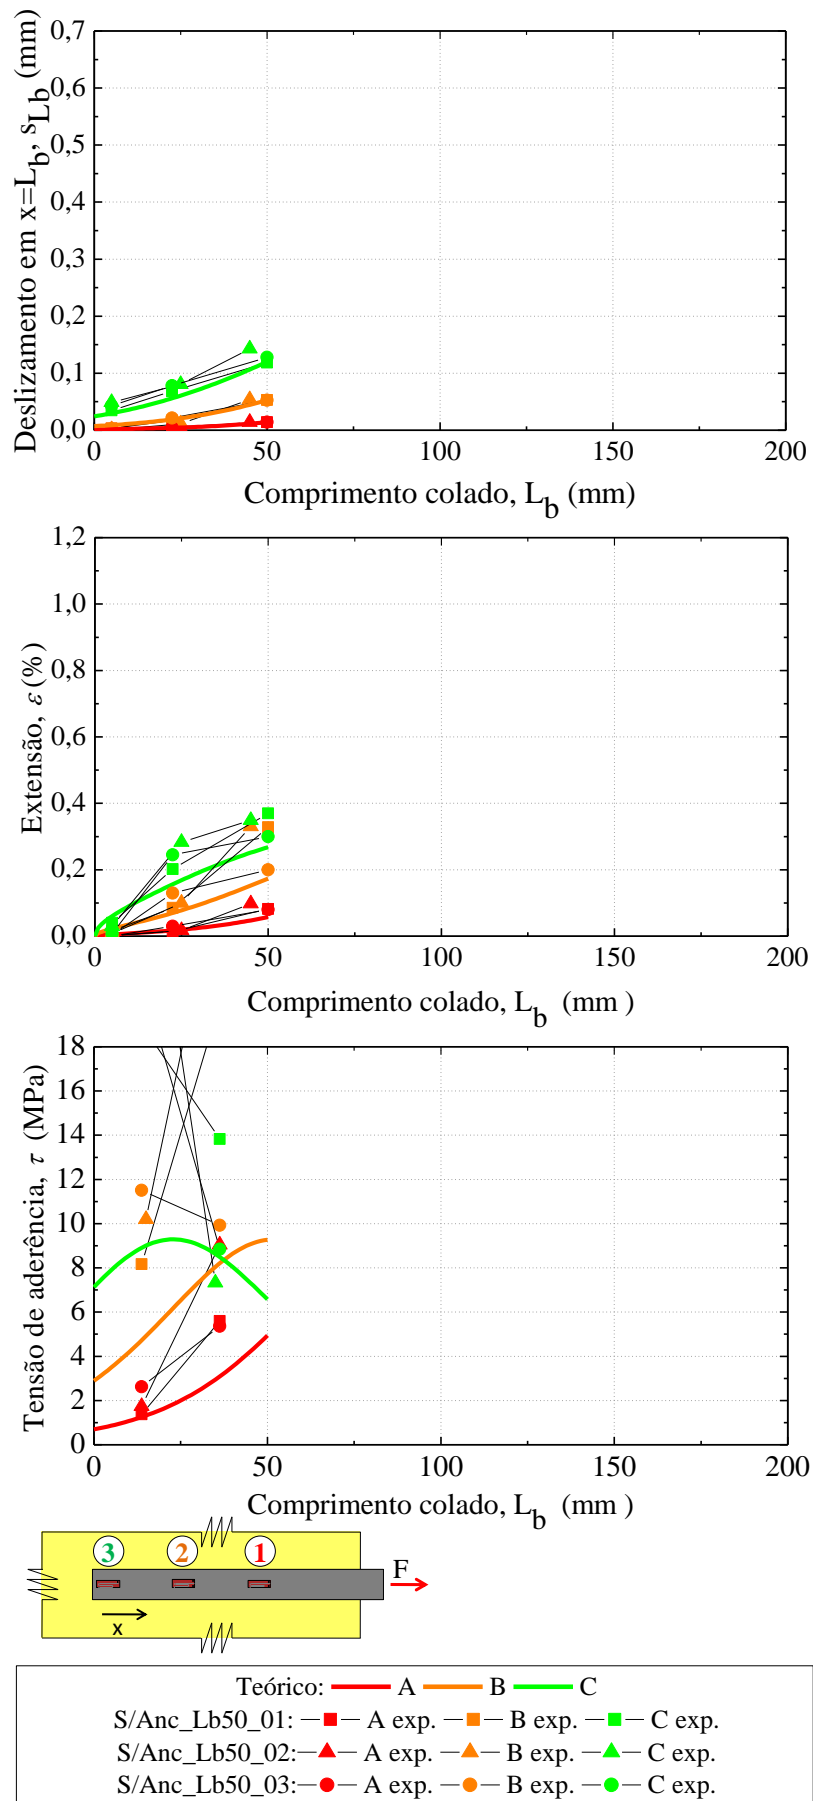 Deslizamento em x=Lb, sLb (mm)
0,7
0,6
0,5
0,4
0,3
0,2
0,1
0,0
0 50 100 150 200
Comprimento colado, Lb (mm)
Extensão, ε (%)
1,2
1,0
0,8
0,6
0,4
0,2
0,0
0 50 100 150 200
Comprimento colado, Lb (mm )
Tensão de aderência, τ (MPa)
18
16
14
12
10
8
6
4
2
0
0 50 100 150 200
Comprimento colado, Lb (mm )
3 2 1
F
x
Teórico: A B C
S/Anc_Lb50_01: A exp. B exp. C exp.
S/Anc_Lb50_02: A exp. B exp. C exp.
S/Anc_Lb50_03: A exp. B exp. C exp.